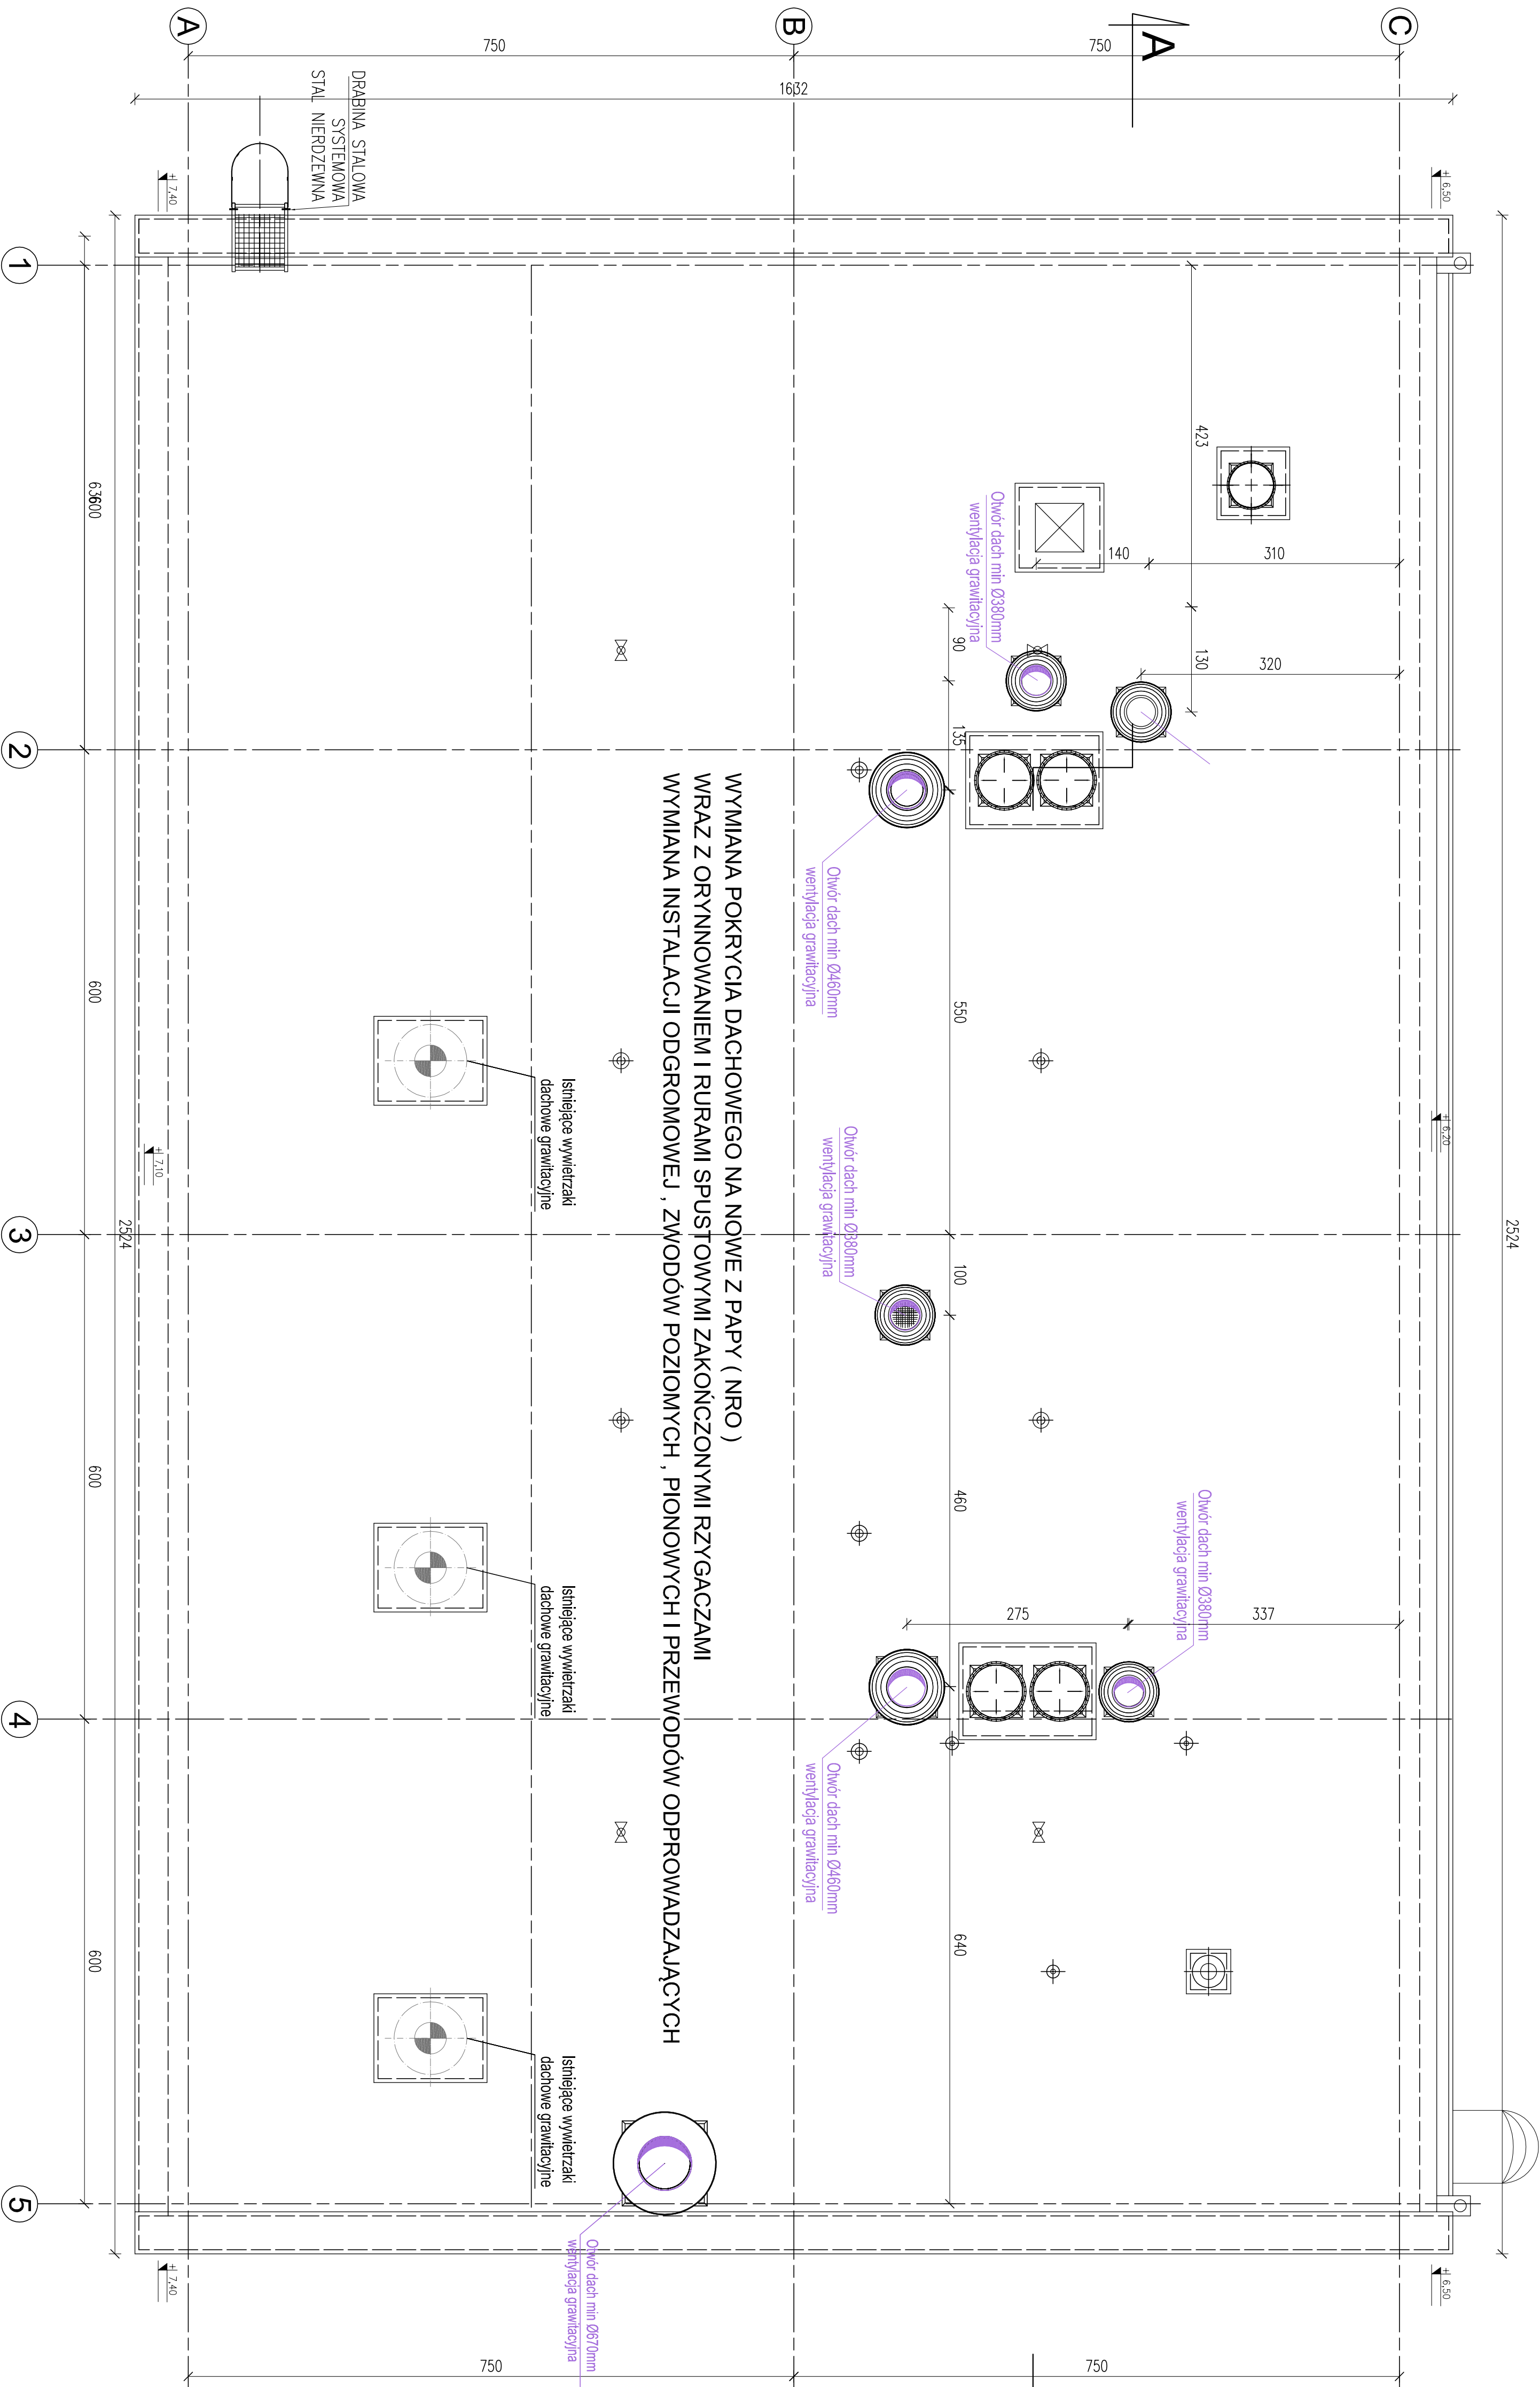 A
B
C
A
750
750
1632
DRABINA STALOWA
SYSTEMOWA
STAL NIERDZEWNA
+ 7,40
+ 6,50
1
2
3
4
5
600
600
600
600
2524
2524
423
130
310
140
320
90
135
550
100
460
640
275
337
Otwór dach min Ø380mm
wentylacja grawitacyjna
Otwór dach min Ø460mm
wentylacja grawitacyjna
Otwór dach min Ø380mm
wentylacja grawitacyjna
Otwór dach min Ø380mm
wentylacja grawitacyjna
Otwór dach min Ø460mm
wentylacja grawitacyjna
WYMIANA POKRYCIA DACHOWEGO NA NOWE Z PAPY ( NRO )
WRAZ Z ORYNNOWANIEM I RURAMI SPUSTOWYMI ZAKOŃCZONYMI RZYGACZAMI
WYMIANA INSTALACJI ODGROMOWEJ , ZWODÓW POZIOMYCH , PIONOWYCH I PRZEWODÓW ODPROWADZAJĄCYCH
Istniejące wywietrzaki
dachowe grawitacyjne
Istniejące wywietrzaki
dachowe grawitacyjne
Istniejące wywietrzaki
dachowe grawitacyjne
+ 7,10
+ 6,20
Otwór dach min Ø670mm
wentylacja grawitacyjna
+ 7,40
+ 6,50
750
750